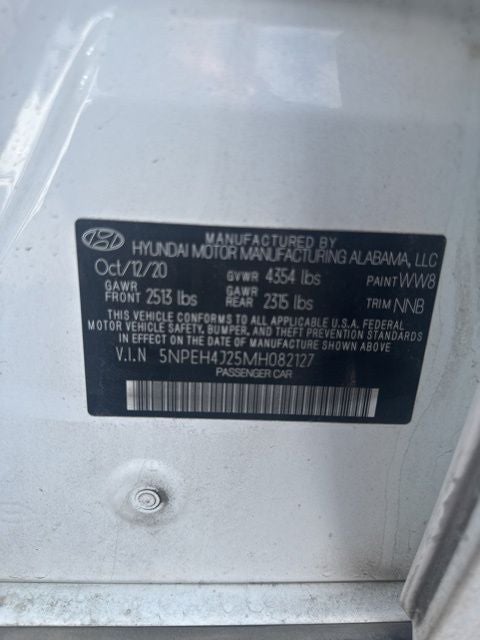 MANUFACTURED BY
HYUNDAI MOTOR MANUFACTURING ALABAMA, LLC
Oct/12/20 GVWR 4354 lbs PAINT WW8
GAWR FRONT 2513 lbs GAWR REAR 2315 lbs TRIM NNB
THIS VEHICLE CONFORMS TO ALL APPLICABLE U.S.A. FEDERAL
MOTOR VEHICLE SAFETY, BUMPER, AND THEFT PREVENTION STANDARDS
IN EFFECT ON THE DATE OF MANUFACTURE SHOWN ABOVE.
V.I.N 5NPEH4J25MH082127
PASSENGER CAR